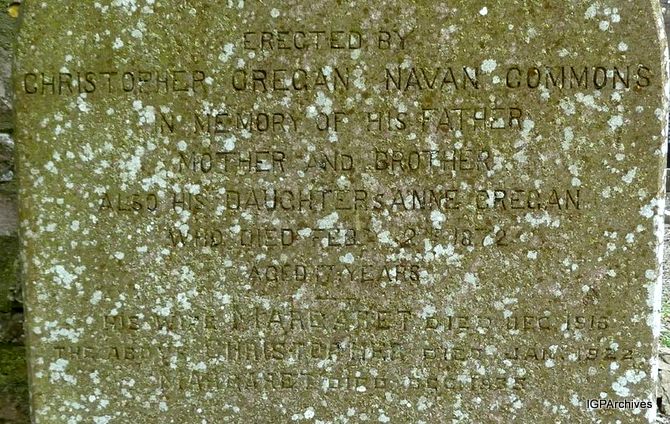 ERECTED BY
CHRISTOPHER CREGAN NAVAN COMMONS
IN MEMORY OF HIS FATHER
MOTHER AND BROTHER
ALSO HIS DAUGHTERS ANNE CREGAN
WHO DIED FEB. 2ND 1872
AGED 17 YEARS
HIS WIFE MARGARET DIED DEC. 1915
THE ABOVE CHRISTOPHER DIED JAN. 1922
MARGARET DIED DEC.
IGPArchives